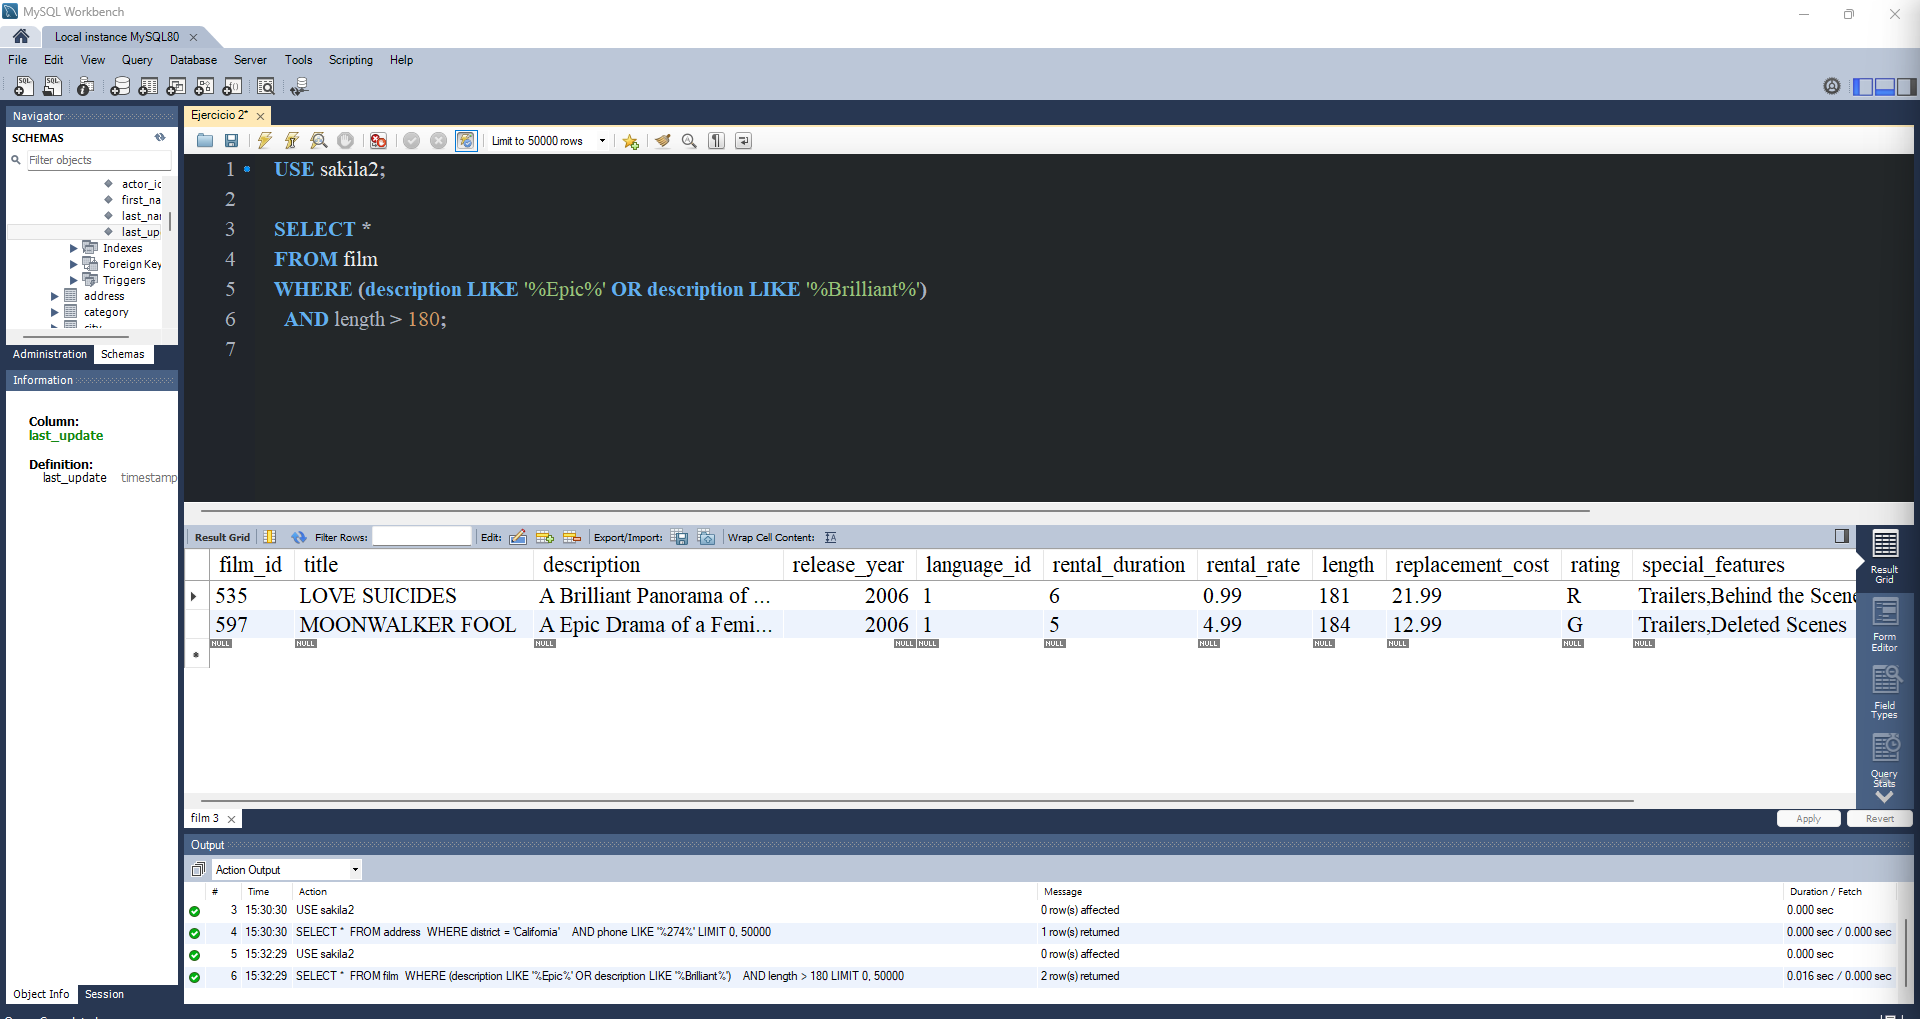 MySQL Workbench
Local instance MySQL80
File Edit View Query Database Server Tools Scripting Help
Navigator
SCHEMAS
Filter objects
actor_ic
first_na
last_nai
last_up
Indexes
Foreign Key
Triggers
address
category
city
Administration Schemas
Information
Column:
last_update
Definition:
last_update timestamp
Object Info Session
Ejercicio 2*
Limit to 50000 rows
1 USE sakila2;
2
3 SELECT *
4 FROM film
5 WHERE (description LIKE '%Epic%' OR description LIKE '%Brilliant%')
6 AND length > 180;
7
Result Grid Filter Rows: Edit: Export/Import: Wrap Cell Content:
film_id title description release_year language_id rental_duration rental_rate length replacement_cost rating special_features
535 LOVE SUICIDES A Brilliant Panorama of ... 2006 1 6 0.99 181 21.99 R Trailers,Behind the Scene
597 MOONWALKER FOOL A Epic Drama of a Femi... 2006 1 5 4.99 184 12.99 G Trailers,Deleted Scenes
NULL NULL NULL NULL NULL NULL NULL NULL NULL NULL NULL
Result Grid
Form Editor
Field Types
Query Stats
film 3
Apply Revert
Output
Action Output
# Time Action Message Duration / Fetch
3 15:30:30 USE sakila2 0 row(s) affected 0.000 sec
4 15:30:30 SELECT * FROM address WHERE district = 'California' AND phone LIKE '%274%' LIMIT 0, 50000 1 row(s) returned 0.000 sec / 0.000 sec
5 15:32:29 USE sakila2 0 row(s) affected 0.000 sec
6 15:32:29 SELECT * FROM film WHERE (description LIKE '%Epic%' OR description LIKE '%Brilliant%') AND length > 180 LIMIT 0, 50000 2 row(s) returned 0.016 sec / 0.000 sec